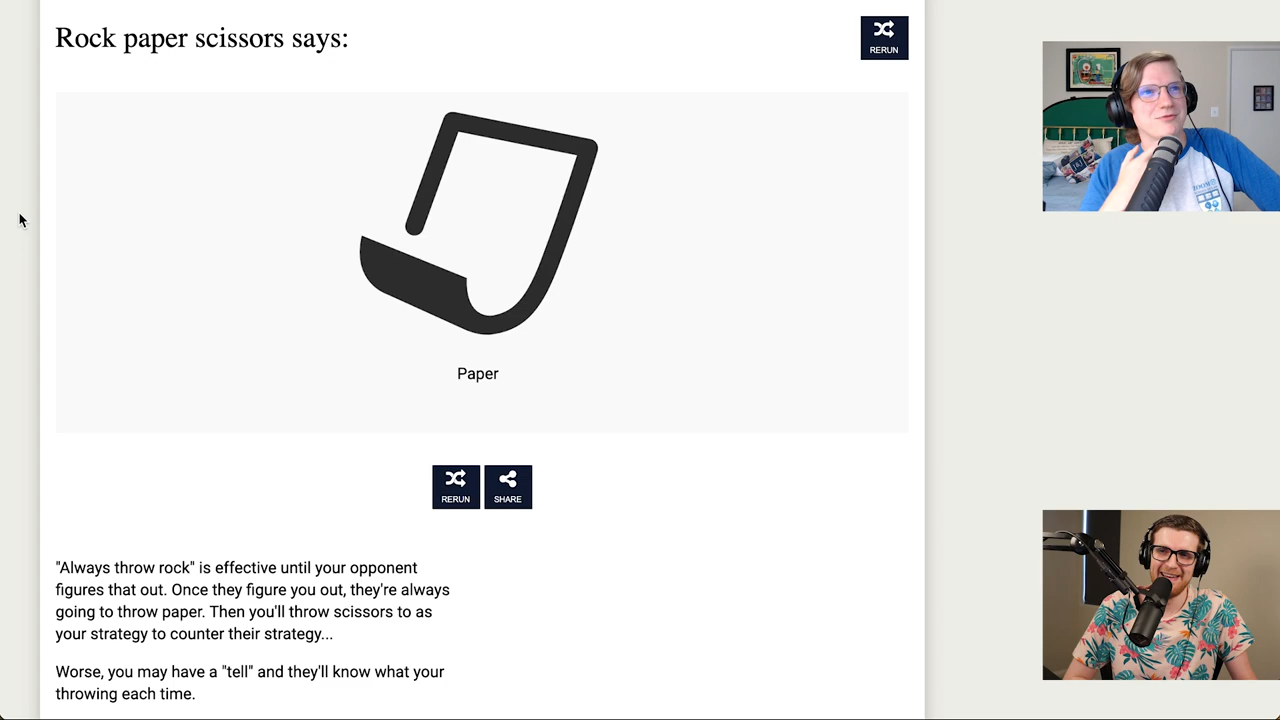 Rock paper scissors says:
RERUN
Paper
RERUN
SHARE
"Always throw rock" is effective until your opponent
figures that out. Once they figure you out, they're always
going to throw paper. Then you'll throw scissors to as
your strategy to counter their strategy...
Worse, you may have a "tell" and they'll know what your
throwing each time.